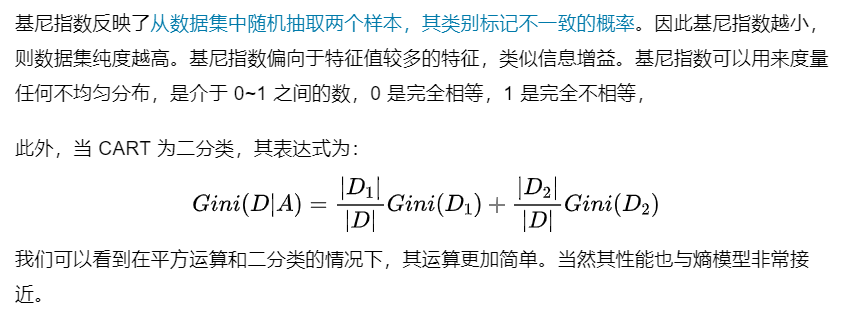 基尼指数反映了从数据集中随机抽取两个样本，其类别标记不一致的概率。因此基尼指数越小，
则数据集纯度越高。基尼指数偏向于特征值较多的特征，类似信息增益。基尼指数可以用来度量
任何不均匀分布，是介于 0~1 之间的数，0 是完全相等，1 是完全不相等，
此外，当 CART 为二分类，其表达式为：
Gini(D|A) = |D₁|/|D| Gini(D₁) + |D₂|/|D| Gini(D₂)
我们可以看到在平方运算和二分类的情况下，其运算更加简单。当然其性能也与熵模型非常接
近。